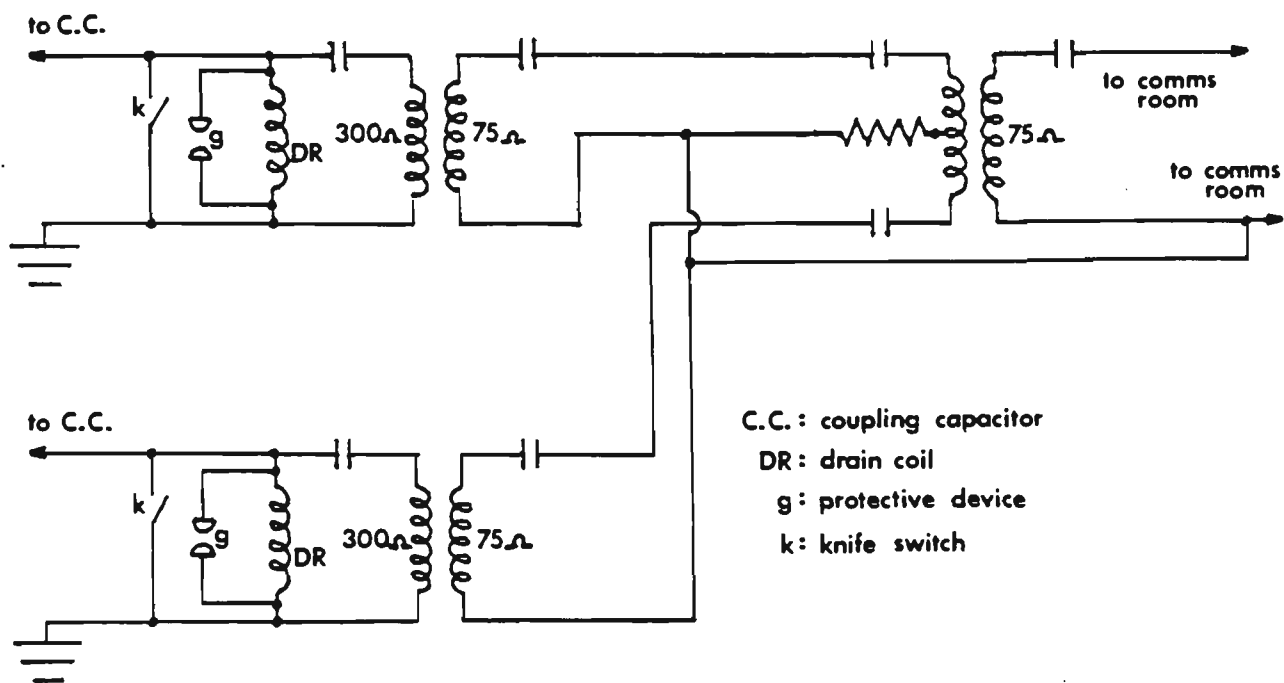 to C.C.
k
g
DR
300Ω
75Ω
75Ω
to comms
room
to comms
room
to C.C.
k
g
DR
300Ω
75Ω
C.C.: coupling capacitor
DR: drain coil
g: protective device
k: knife switch